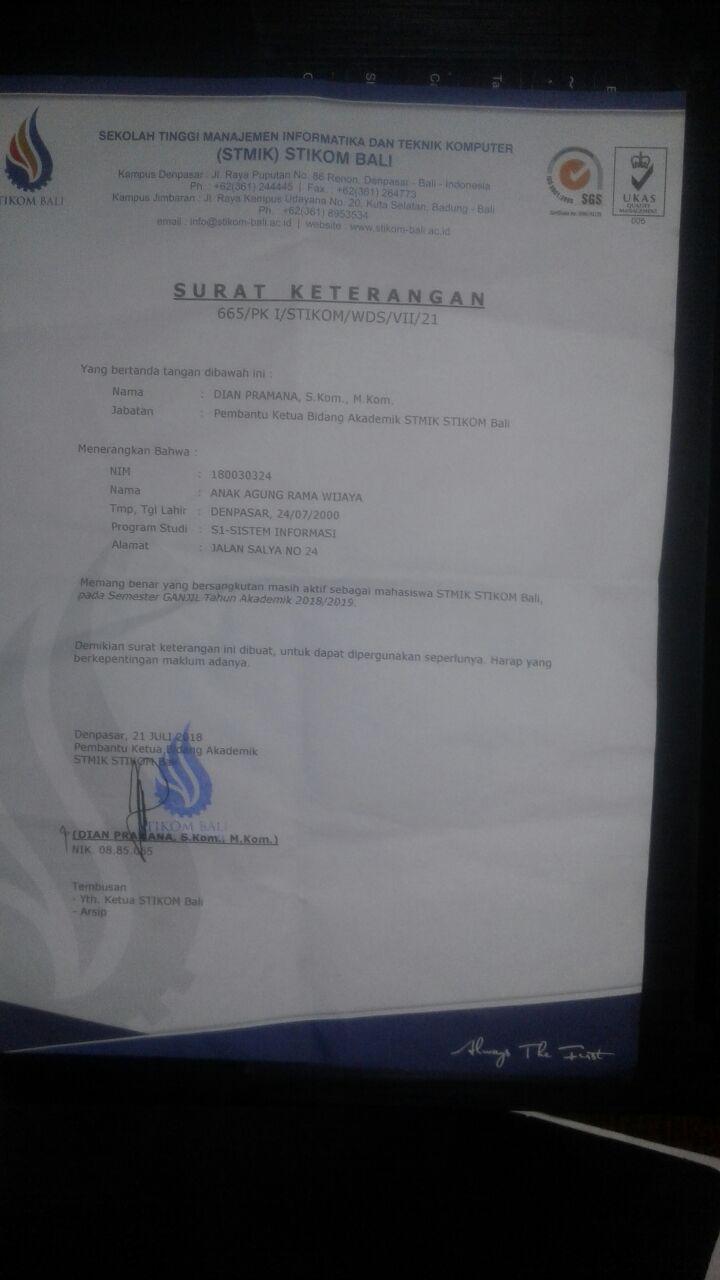 SEKOLAH TINGGI MANAJEMEN INFORMATIKA DAN TEKNIK KOMPUTER
(STMIK) STIKOM BALI
Kampus Denpasar : Jl. Raya Puputan No. 86 Renon, Denpasar - Bali - Indonesia
Ph. : +62(361) 244445 | Fax. : +62(361) 264773
Kampus Jimbaran : Jl. Raya Kampus Udayana No. 20, Kuta Selatan, Badung - Bali
Ph. +62(361) 8953534
email : info@stikom-bali.ac.id | website : www.stikom-bali.ac.id
TIKOM BALI
SGS
UKAS
QUALITY
MANAGEMENT
005
SURAT KETERANGAN
665/PK I/STIKOM/WDS/VII/21
Yang bertanda tangan dibawah ini :
Nama : DIAN PRAMANA, S.Kom., M.Kom.
Jabatan : Pembantu Ketua Bidang Akademik STMIK STIKOM Bali
Menerangkan Bahwa :
NIM : 180030324
Nama : ANAK AGUNG RAMA WIJAYA
Tmp, Tgl Lahir : DENPASAR, 24/07/2000
Program Studi : S1-SISTEM INFORMASI
Alamat : JALAN SALYA NO 24
Memang benar yang bersangkutan masih aktif sebagai mahasiswa STMIK STIKOM Bali,
pada Semester GANJIL Tahun Akademik 2018/2019.
Demikian surat keterangan ini dibuat, untuk dapat dipergunakan seperlunya. Harap yang
berkepentingan maklum adanya.
Denpasar, 21 JULI 2018
Pembantu Ketua Bidang Akademik
STMIK STIKOM Bali
TIKOM BALI
(DIAN PRAMANA, S.Kom., M.Kom.)
NIK. 08.85.
Tembusan
- Yth. Ketua STIKOM Bali
- Arsip
Always The First